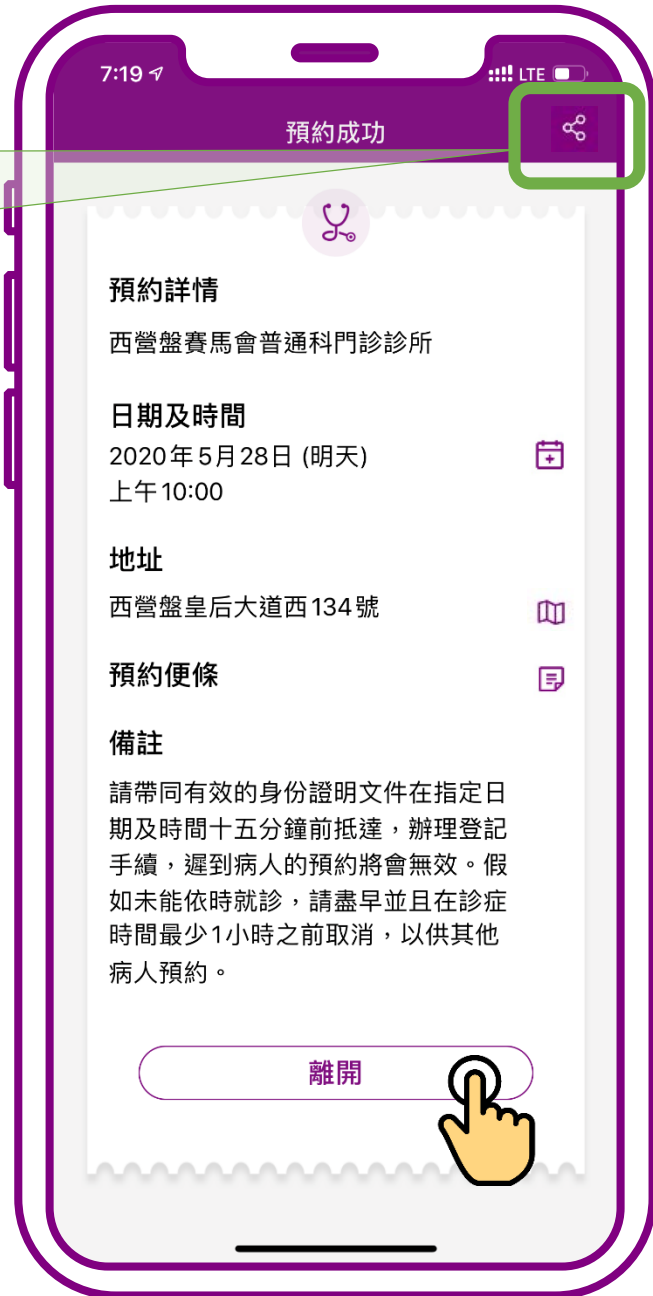 7:19
LTE
預約成功
預約詳情
西營盤賽馬會普通科門診診所
日期及時間
2020年5月28日 (明天)
上午10:00
地址
西營盤皇后大道西134號
預約便條
備註
請帶同有效的身份證明文件在指定日
期及時間十五分鐘前抵達，辦理登記
手續，遲到病人的預約將會無效。假
如未能依時就診，請盡早並且在診症
時間最少1小時之前取消，以供其他
病人預約。
離開